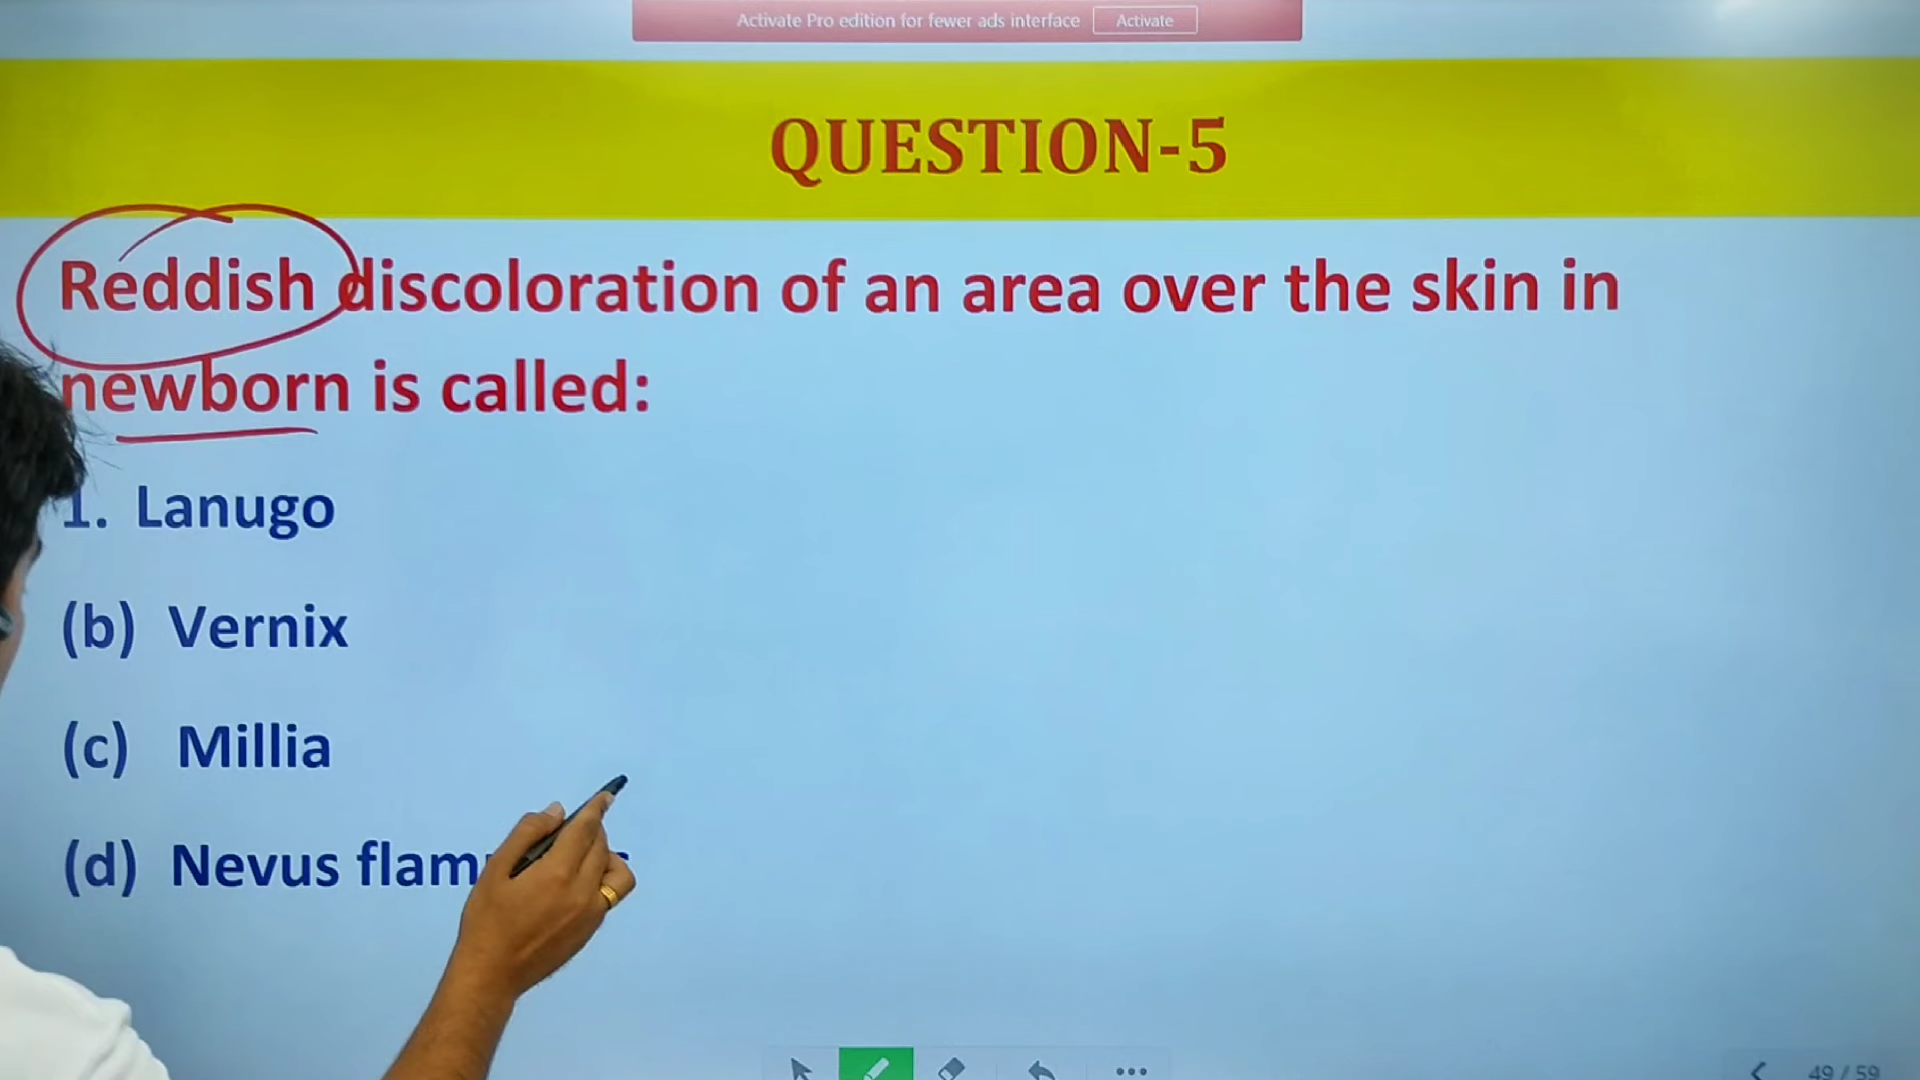 Activate Pro edition for fewer ads interface Activate
QUESTION-5
Reddish discoloration of an area over the skin in
newborn is called:
1. Lanugo
(b) Vernix
(c) Millia
(d) Nevus
49 / 59